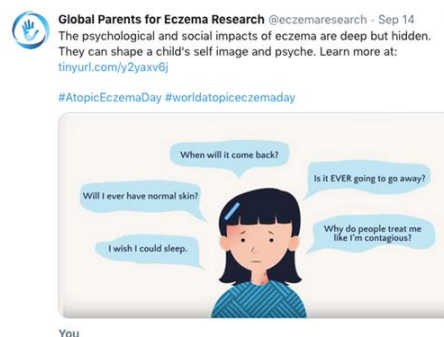 Global Parents for Eczema Research @eczemaresearch · Sep 14
The psychological and social impacts of eczema are deep but hidden.
They can shape a child's self image and psyche. Learn more at:
tinyurl.com/y2yaxv6j
#AtopicEczemaDay #worldatopiceczemaday
When will it come back?
Is it EVER going to go away?
Will I ever have normal skin?
Why do people treat me
like I'm contagious?
I wish I could sleep.
You